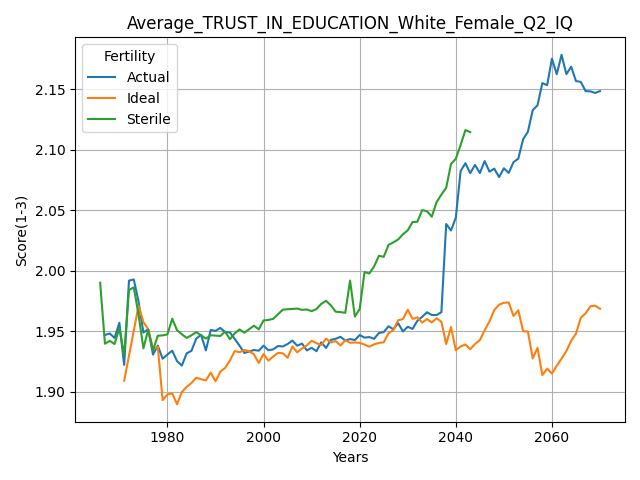 Average_TRUST_IN_EDUCATION_White_Female_Q2_IQ
Fertility
Actual
Ideal
Sterile
Score(1-3)
2.15
2.10
2.05
2.00
1.95
1.90
1980
2000
2020
2040
2060
Years